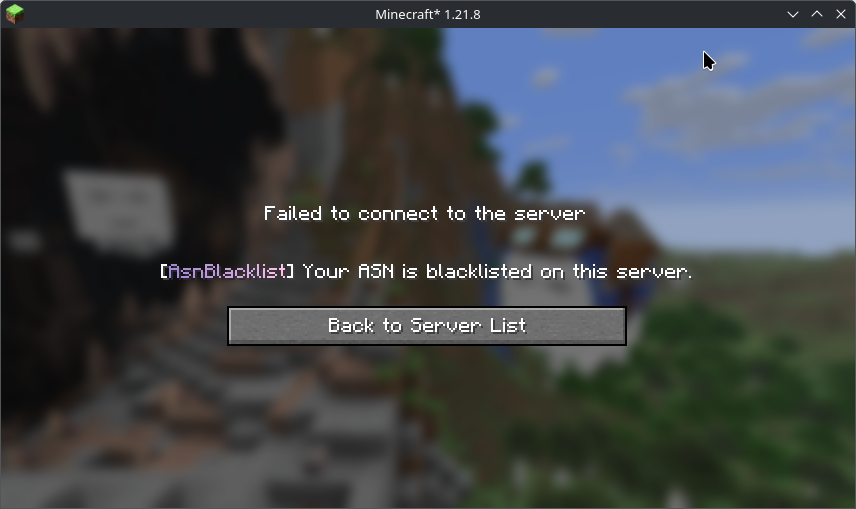 Minecraft* 1.21.8
Failed to connect to the server
[AsnBlacklist] Your ASN is blacklisted on this server.
Back to Server List